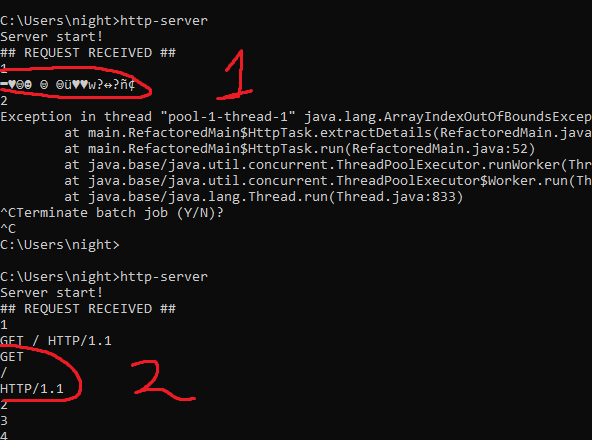 C:\Users\night>http-server
Server start!
## REQUEST RECEIVED ##
1
1
2
Exception in thread "pool-1-thread-1" java.lang.ArrayIndexOutOfBoundsExcep
at main.RefactoredMain$HttpTask.extractDetails(RefactoredMain.java
at main.RefactoredMain$HttpTask.run(RefactoredMain.java:52)
at java.base/java.util.concurrent.ThreadPoolExecutor.runWorker(Thr
at java.base/java.util.concurrent.ThreadPoolExecutor$Worker.run(Th
at java.base/java.lang.Thread.run(Thread.java:833)
^CTerminate batch job (Y/N)?
^C
C:\Users\night>
C:\Users\night>http-server
Server start!
## REQUEST RECEIVED ##
1
GET / HTTP/1.1
GET
/
HTTP/1.1
2
2
3
4